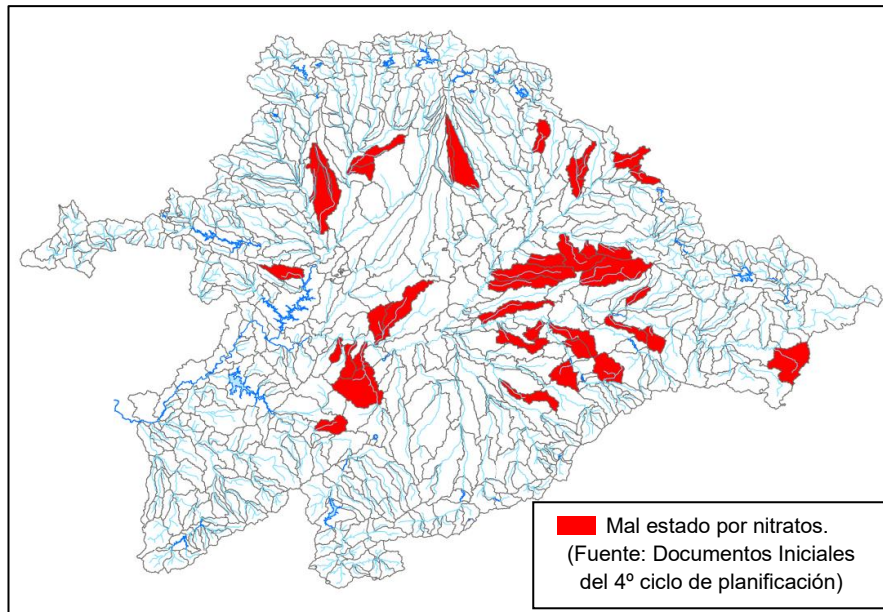 Mal estado por nitratos.
(Fuente: Documentos Iniciales
del 4º ciclo de planificación)